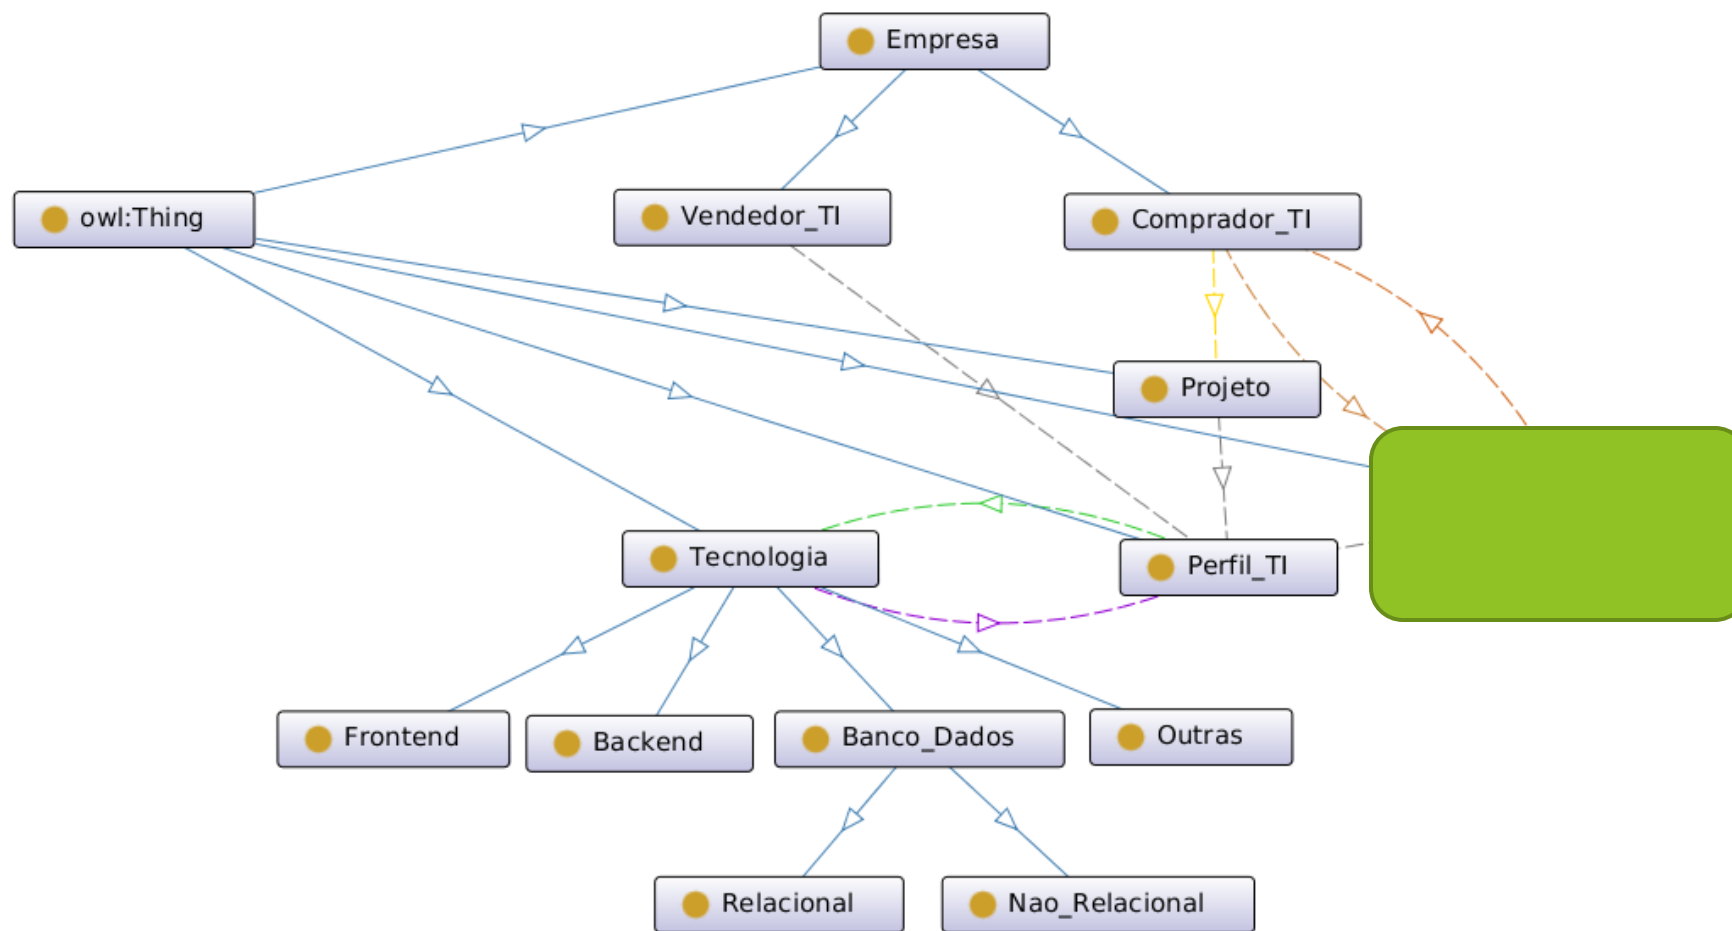 Empresa
owl:Thing
Vendedor_TI
Comprador_TI
Projeto
Tecnologia
Perfil_TI
Frontend
Backend
Banco_Dados
Outras
Relacional
Nao_Relacional